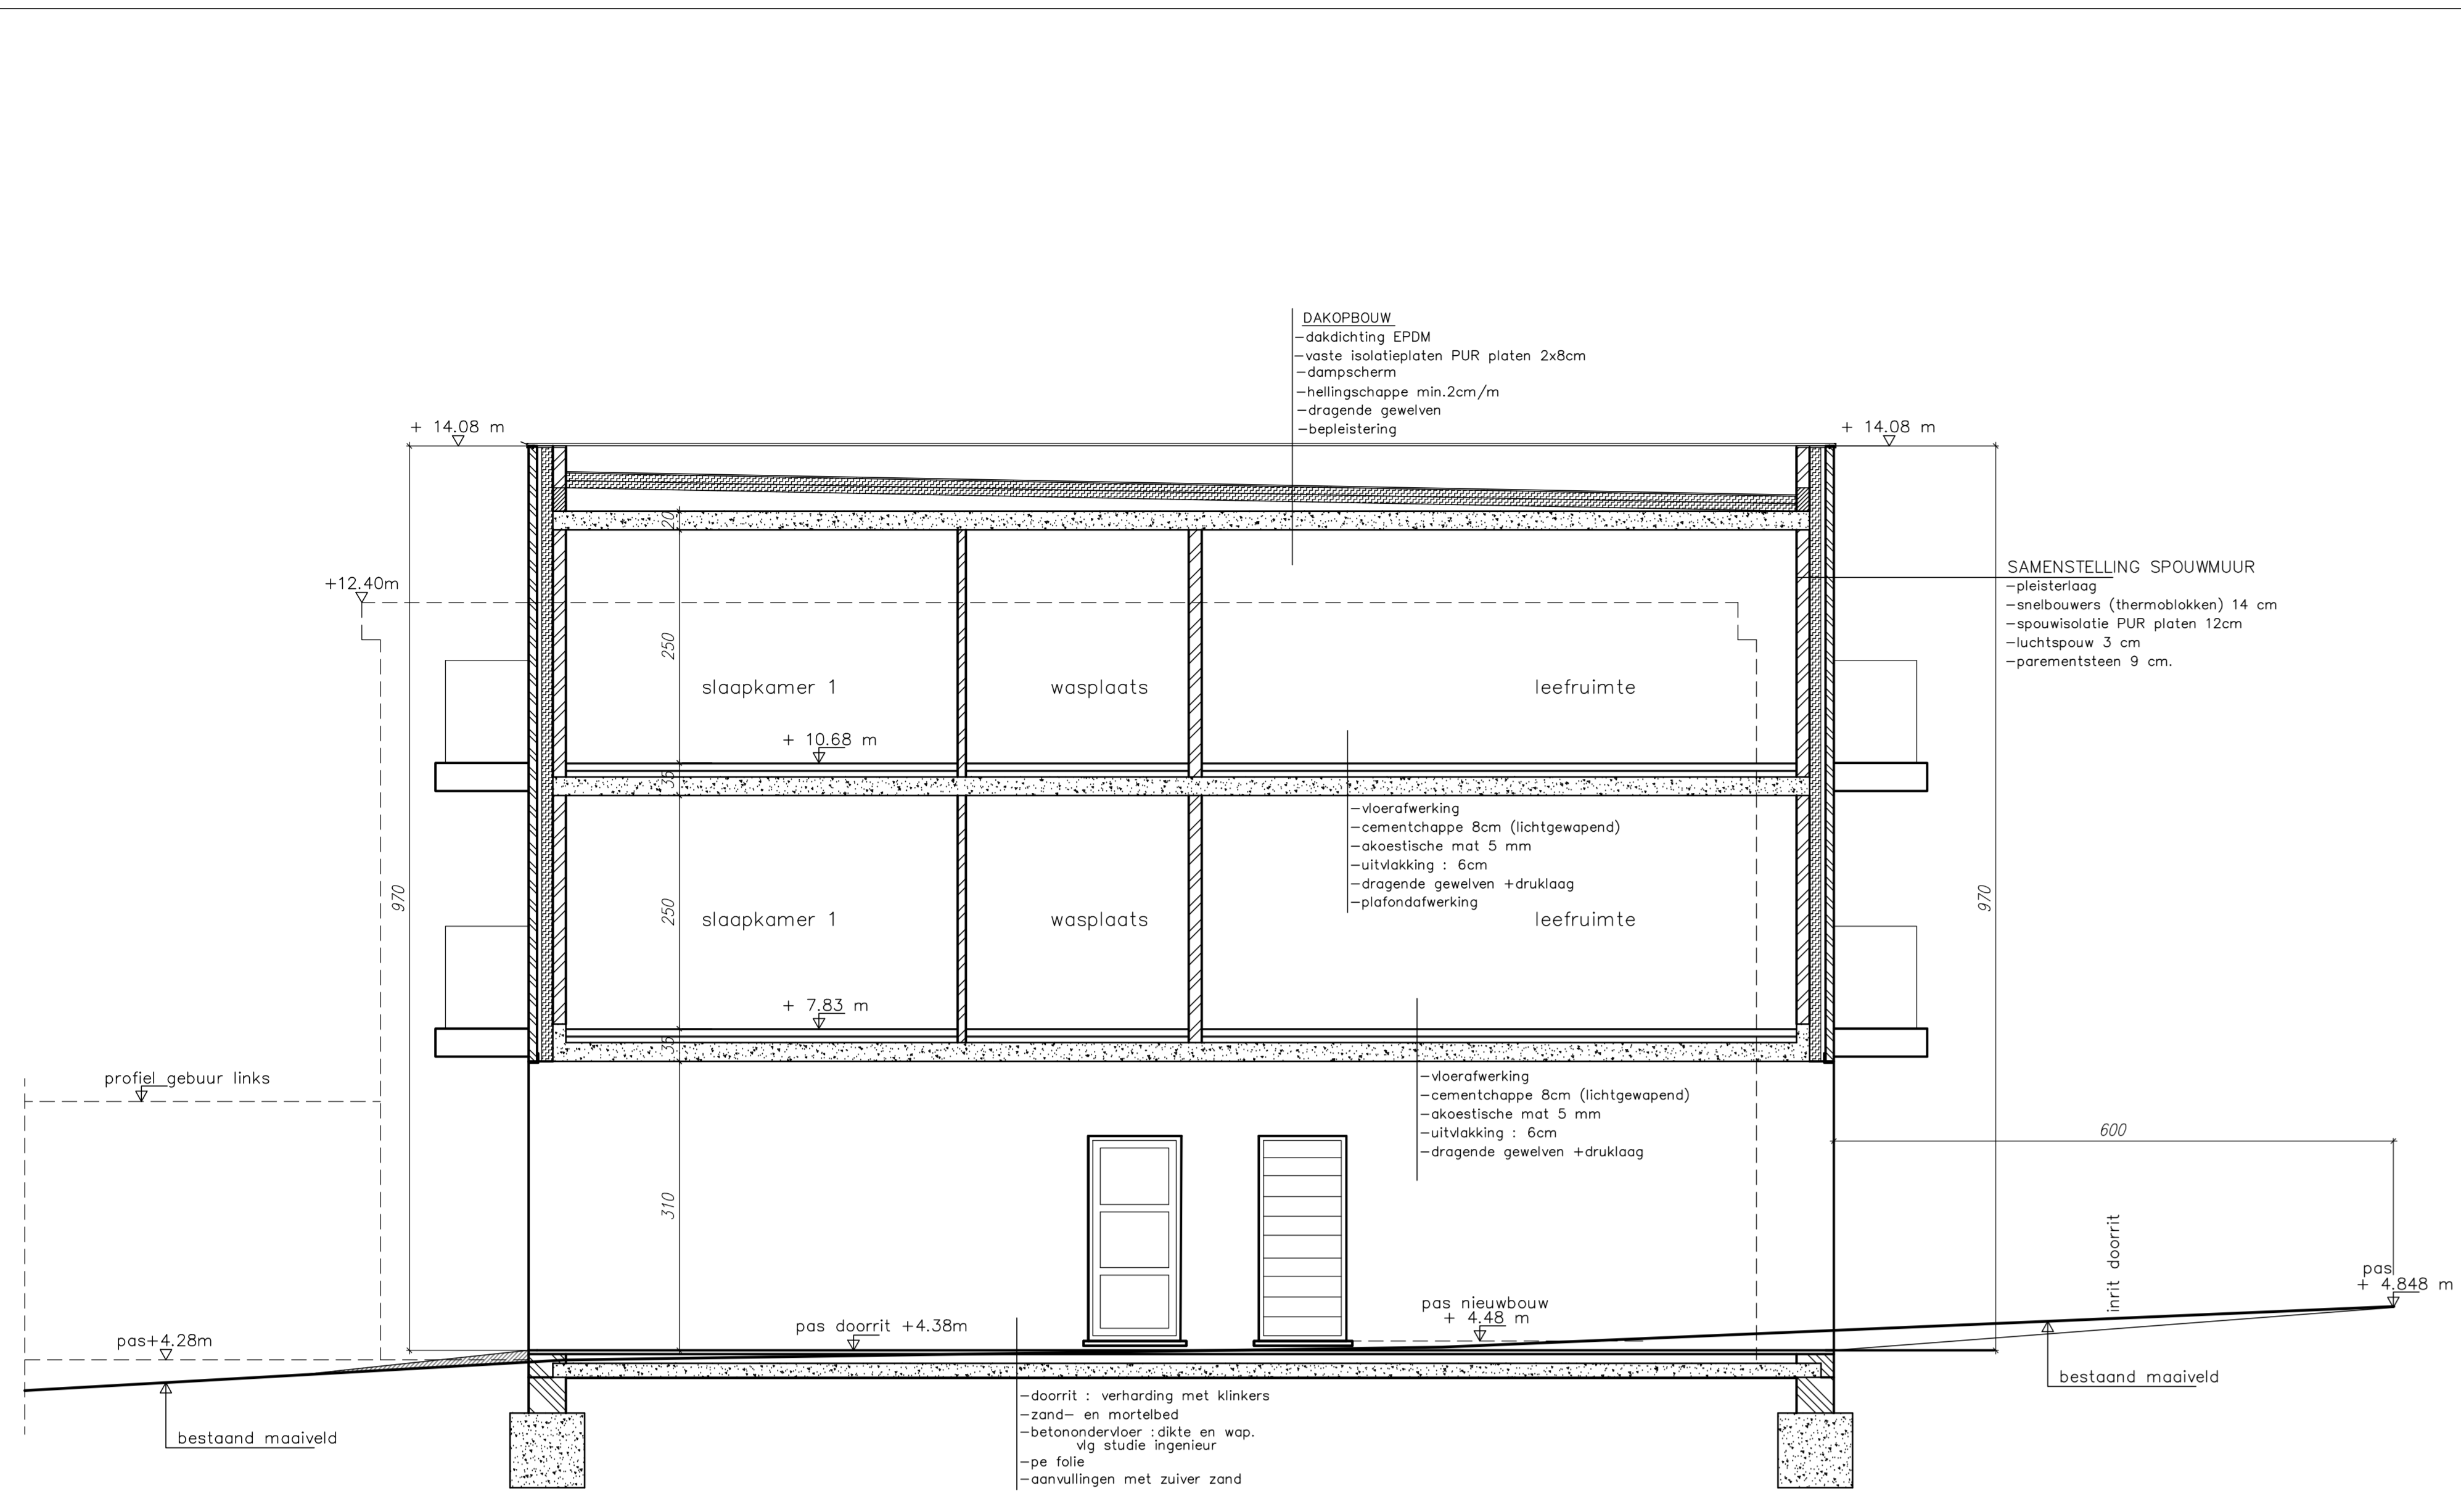 DAKOPBOUW
-dakdichting EPDM
-vaste isolatieplaten PUR platen 2x8cm
-dampscherm
-hellingschappe min.2cm/m
-dragende gewelven
-bepleistering
+ 14.08 m
+ 14.08 m
20
+12.40m
SAMENSTELLING SPOUWMUUR
-pleisterlaag
-snelbouwers (thermoblokken) 14 cm
-spouwisolatie PUR platen 12cm
-luchtspouw 3 cm
-parementsteen 9 cm.
250
slaapkamer 1
wasplaats
leefruimte
+ 10.68 m
35
-vloerafwerking
-cementchappe 8cm (lichtgewapend)
-akoestische mat 5 mm
-uitvlakking : 6cm
-dragende gewelven +druklaag
-plafondafwerking
970
250
970
slaapkamer 1
wasplaats
leefruimte
+ 7.83 m
35
profiel gebuur links
-vloerafwerking
-cementchappe 8cm (lichtgewapend)
-akoestische mat 5 mm
-uitvlakking : 6cm
-dragende gewelven +druklaag
600
310
inrit doorrit
pas
+ 4.848 m
pas nieuwbouw
+ 4.48 m
pas doorrit +4.38m
pas+4.28m
bestaand maaiveld
bestaand maaiveld
-doorrit : verharding met klinkers
-zand- en mortelbed
-betonondervloer :dikte en wap.
vlg studie ingenieur
-pe folie
-aanvullingen met zuiver zand